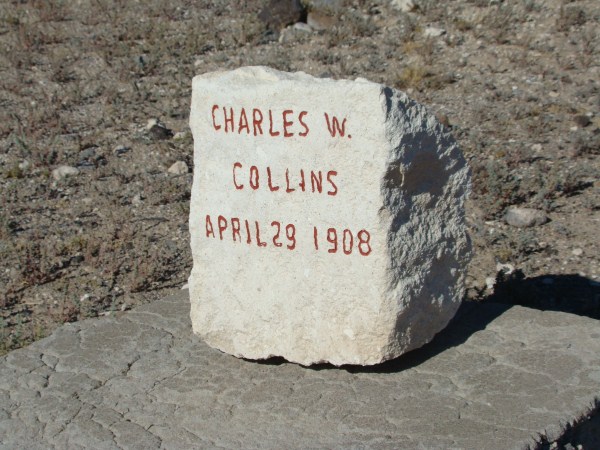 CHARLES W.
COLLINS
APRIL 29 1908